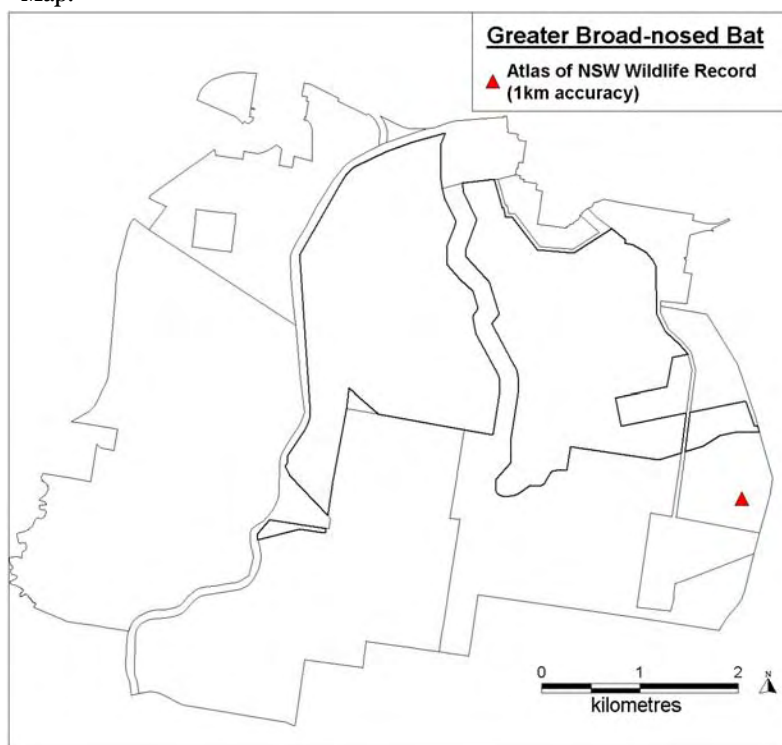 Map.
Greater Broad-nosed Bat
Atlas of NSW Wildlife Record
(1km accuracy)
0 1 2
kilometres
N